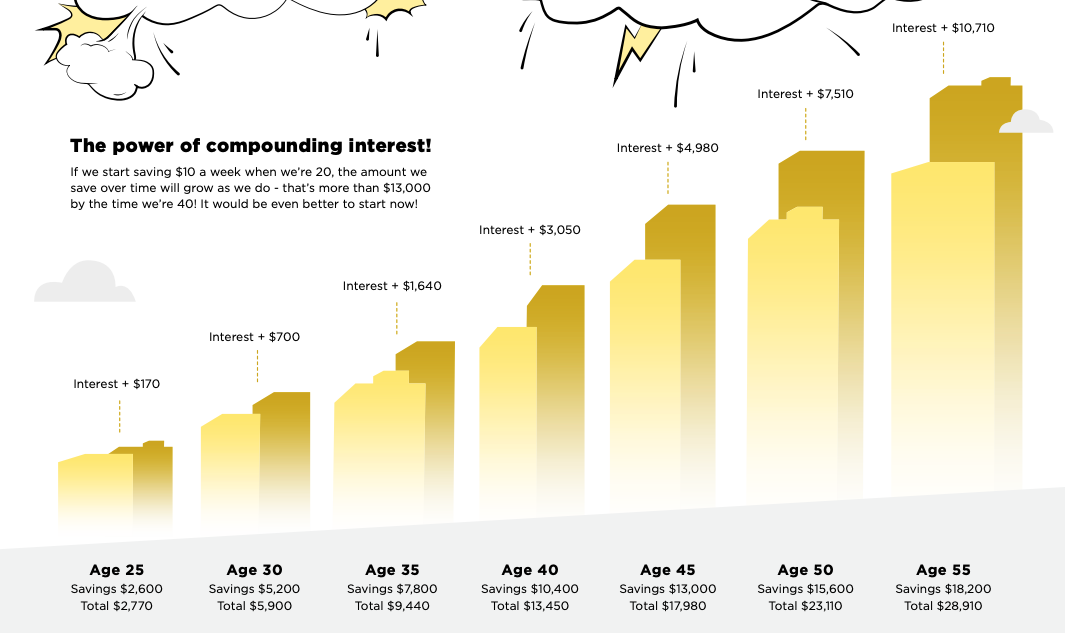 Interest + $10,710
Interest + $7,510
The power of compounding interest!
If we start saving $10 a week when we're 20, the amount we
save over time will grow as we do - that's more than $13,000
by the time we're 40! It would be even better to start now!
Interest + $4,980
Interest + $3,050
Interest + $1,640
Interest + $700
Interest + $170
Age 25
Savings $2,600
Total $2,770
Age 30
Savings $5,200
Total $5,900
Age 35
Savings $7,800
Total $9,440
Age 40
Savings $10,400
Total $13,450
Age 45
Savings $13,000
Total $17,980
Age 50
Savings $15,600
Total $23,110
Age 55
Savings $18,200
Total $28,910